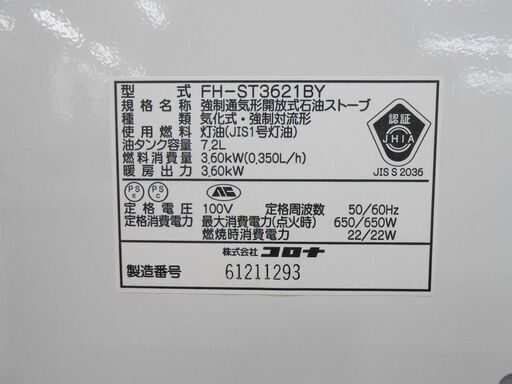 型式 FH-ST3621BY
規格名称 強制通気形開放式石油ストーブ
種類 気化式・強制対流形
使用燃料 灯油(JIS1号灯油)
油タンク容量 7.2L
燃料消費量 3.60kW(0.350L/h)
暖房出力 3.60kW
認証
JHIA
JIS S 2036
PS E PS C
定格電圧 100V 定格周波数 50/60Hz
定格消費電力 最大消費電力(点火時) 650/650W
燃焼時消費電力 22/22W
株式会社 コロナ
製造番号 61211293